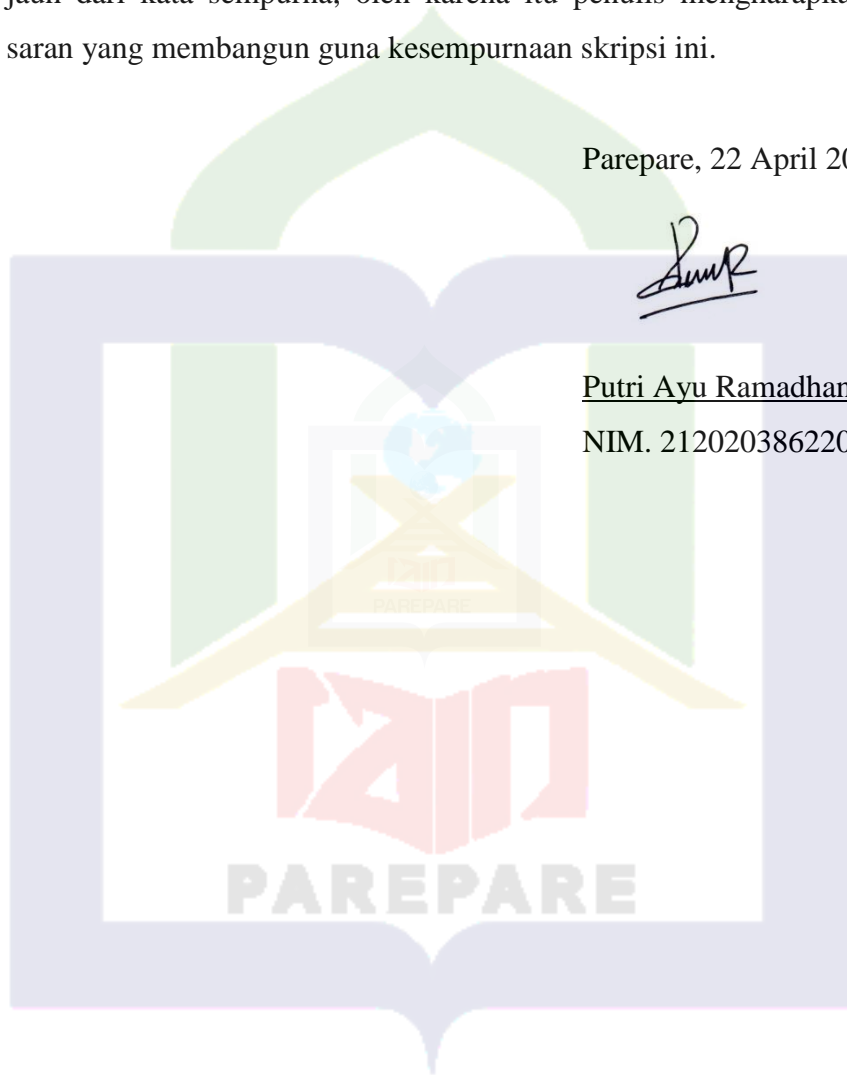 jauh dari kata sempurna, oleh karena itu penulis mengharapka
saran yang membangun guna kesempurnaan skripsi ini.
Parepare, 22 April 20
Putri Ayu Ramadhan
NIM. 212020386220
PAREPARE
PAREPARE